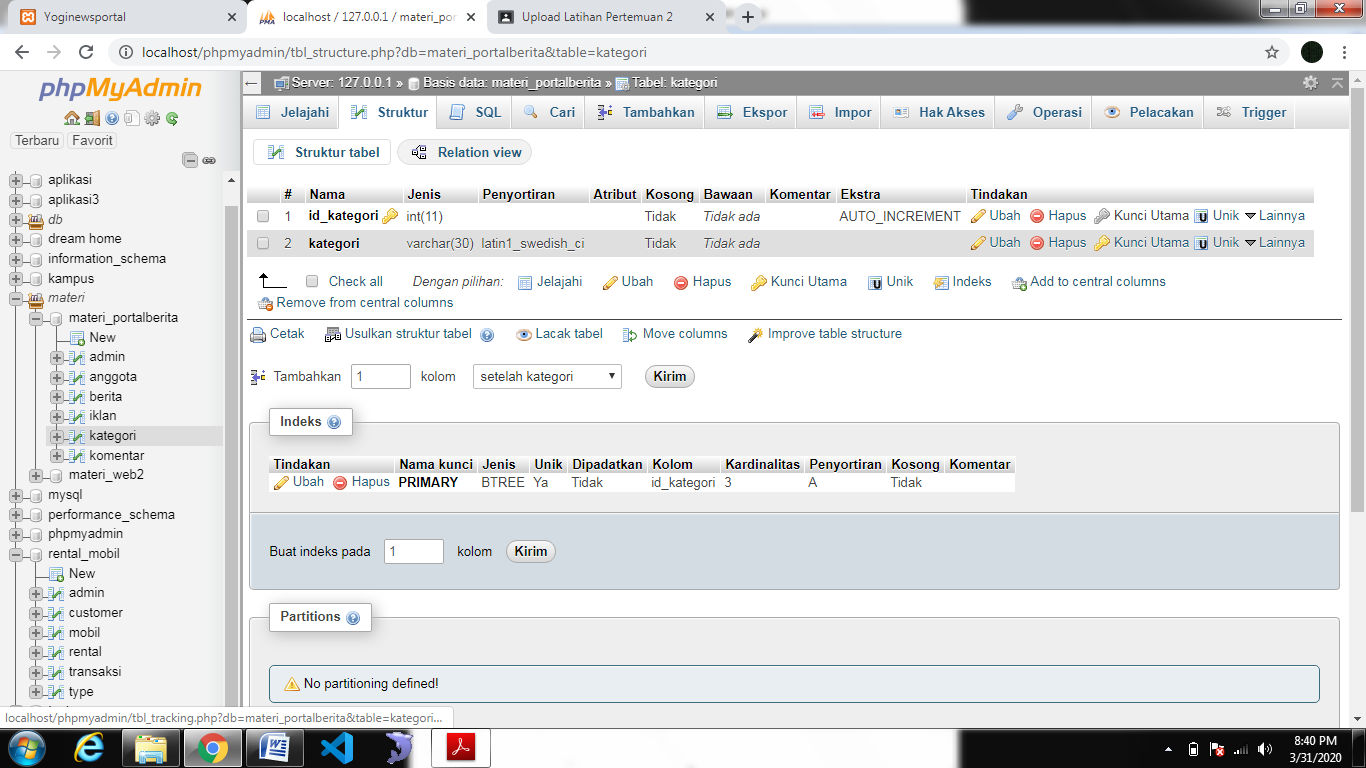 Yoginewsportal
localhost / 127.0.0.1 / materi_por
Upload Latihan Pertemuan 2
localhost/phpmyadmin/tbl_structure.php?db=materi_portalberita&table=kategori
phpMyAdmin
Terbaru Favorit
aplikasi
aplikasi3
db
dream home
information_schema
kampus
materi
materi_portalberita
New
admin
anggota
berita
iklan
kategori
komentar
materi_web2
mysql
performance_schema
phpmyadmin
rental_mobil
New
admin
customer
mobil
rental
transaksi
type
Server: 127.0.0.1 » Basis data: materi_portalberita » Tabel: kategori
Jelajahi Struktur SQL Cari Tambahkan Ekspor Impor Hak Akses Operasi Pelacakan Trigger
Struktur tabel Relation view
# Nama Jenis Penyortiran Atribut Kosong Bawaan Komentar Ekstra Tindakan
1 id_kategori int(11) Tidak Tidak ada AUTO_INCREMENT Ubah Hapus Kunci Utama Unik Lainnya
2 kategori varchar(30) latin1_swedish_ci Tidak Tidak ada Ubah Hapus Kunci Utama Unik Lainnya
Check all Dengan pilihan: Jelajahi Ubah Hapus Kunci Utama Unik Indeks Add to central columns
Remove from central columns
Cetak Usulkan struktur tabel Lacak tabel Move columns Improve table structure
Tambahkan 1 kolom setelah kategori Kirim
Indeks
Tindakan Nama kunci Jenis Unik Dipadatkan Kolom Kardinalitas Penyortiran Kosong Komentar
Ubah Hapus PRIMARY BTREE Ya Tidak id_kategori 3 A Tidak
Buat indeks pada 1 kolom Kirim
Partitions
No partitioning defined!
localhost/phpmyadmin/tbl_tracking.php?db=materi_portalberita&table=kategori...
8:40 PM
3/31/2020